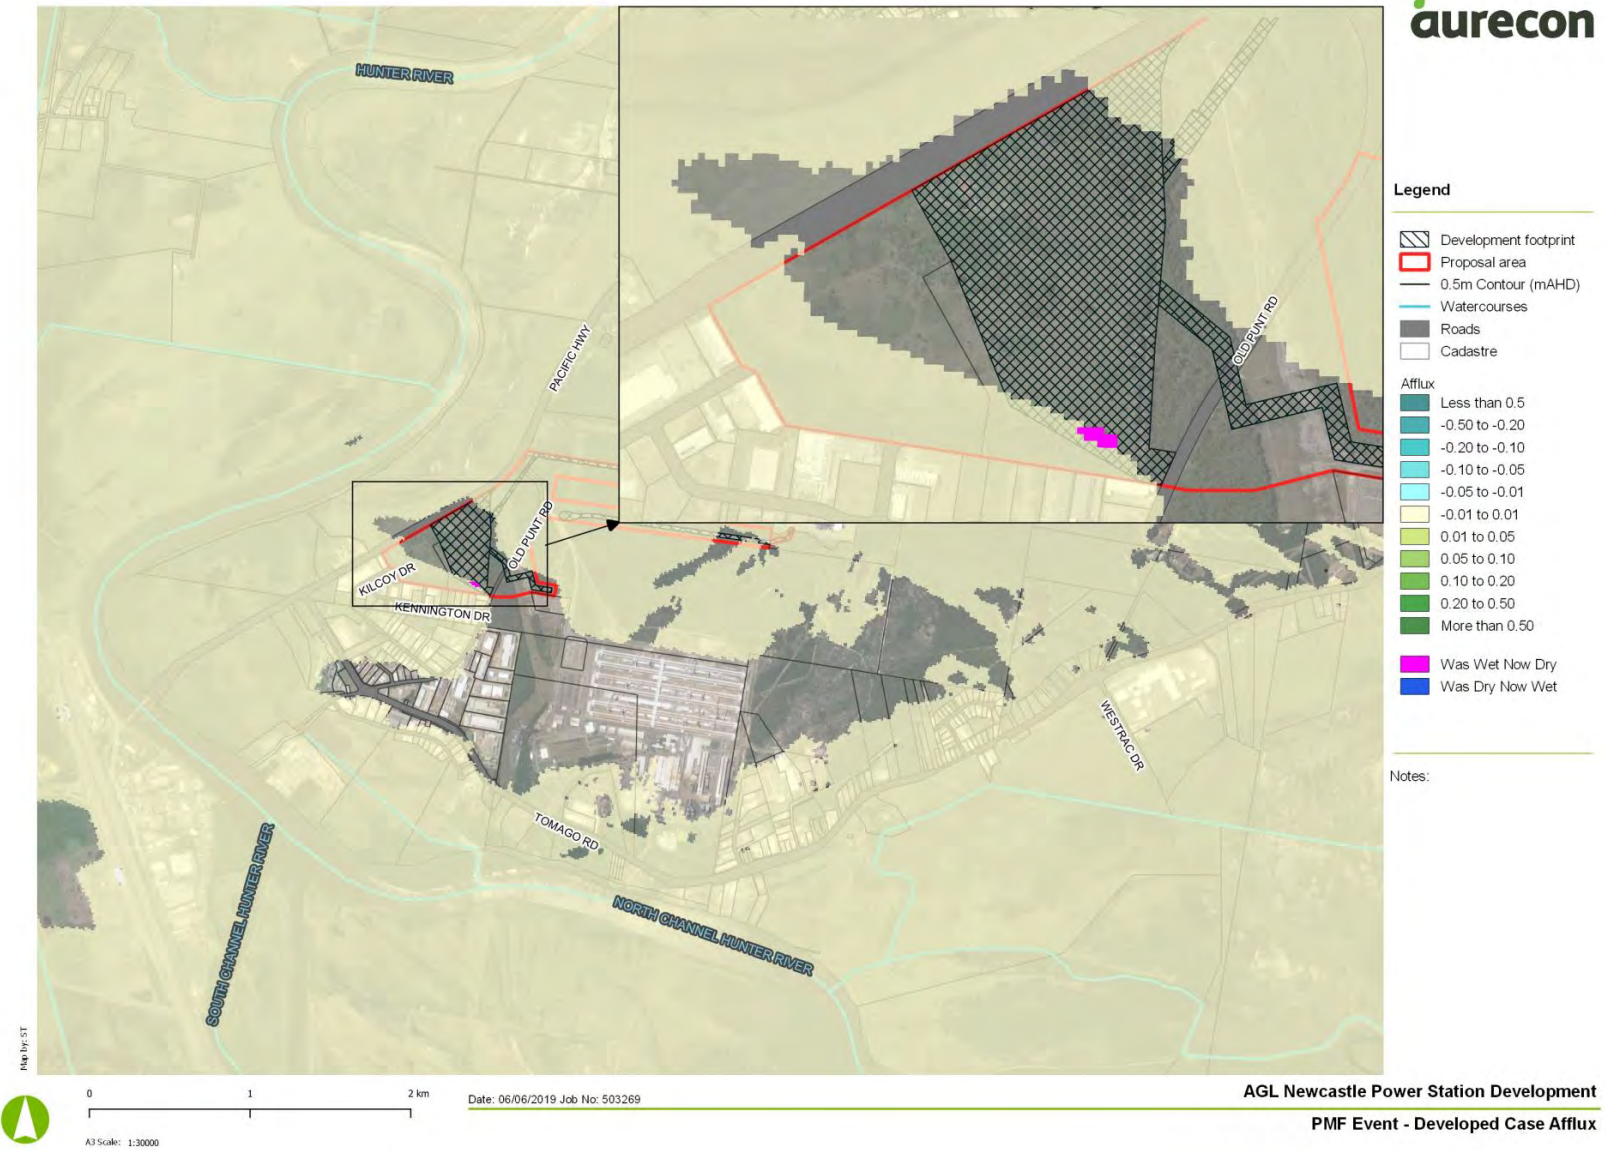 aurecon
HUNTER RIVER
PACIFIC HWY
OLD PUNT RD
OLD PUNT RD
KILCOY DR
KENNINGTON DR
WESTRAC DR
TOMAGO RD
NORTH CHANNEL HUNTER RIVER
SOUTH CHANNEL HUNTER RIVER
Legend
Development footprint
Proposal area
0.5m Contour (mAHD)
Watercourses
Roads
Cadastre
Afflux
Less than 0.5
-0.50 to -0.20
-0.20 to -0.10
-0.10 to -0.05
-0.05 to -0.01
-0.01 to 0.01
0.01 to 0.05
0.05 to 0.10
0.10 to 0.20
0.20 to 0.50
More than 0.50
Was Wet Now Dry
Was Dry Now Wet
Notes:
Map by: ST
0 1 2 km
A3 Scale: 1:30000
Date: 06/06/2019 Job No: 503269
AGL Newcastle Power Station Development
PMF Event - Developed Case Afflux